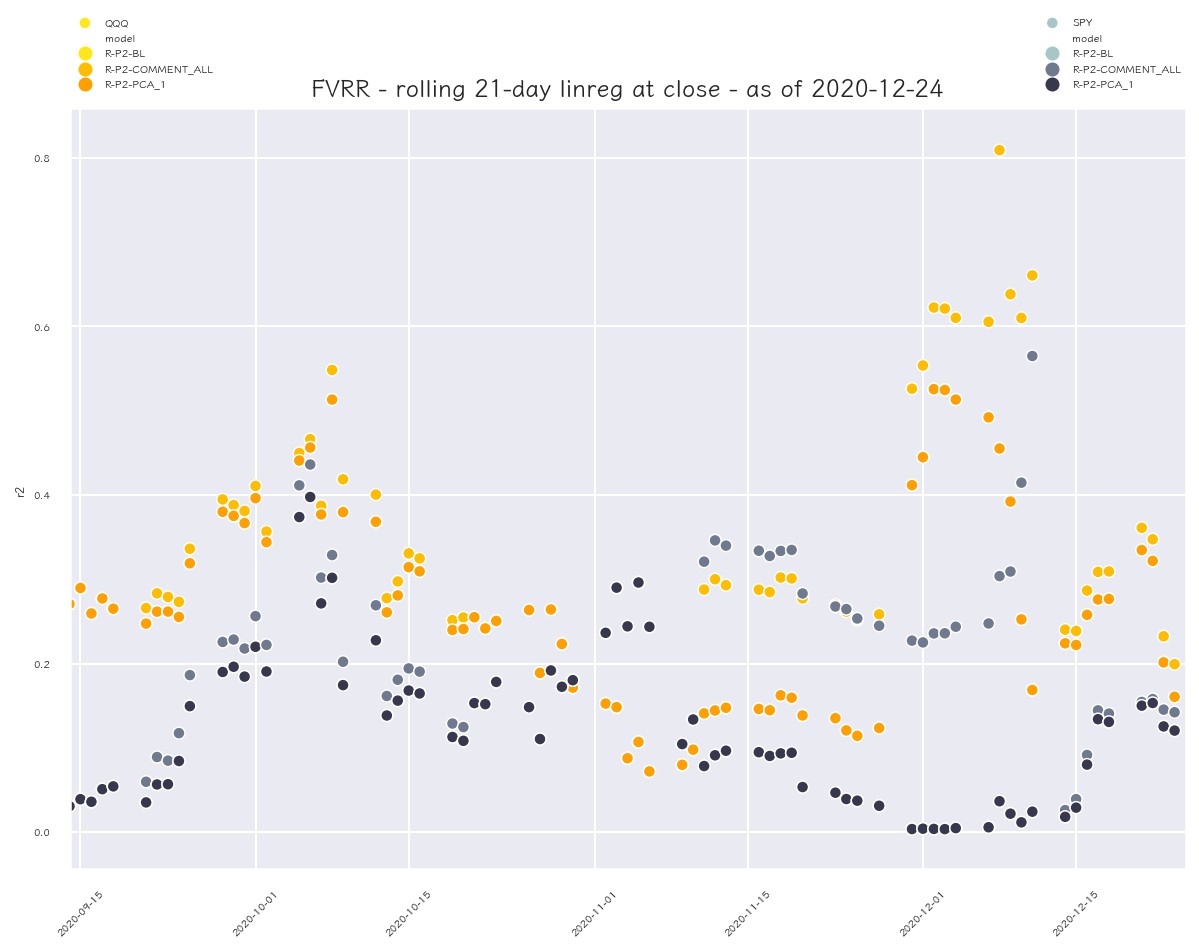 QQQ
model
R-P2-BL
R-P2-COMMENT_ALL
R-P2-PCA_1
SPY
model
R-P2-BL
R-P2-COMMENT_ALL
R-P2-PCA_1
FVRR - rolling 21-day linreg at close - as of 2020-12-24
0.8
0.6
0.4
0.2
0.0
r2
2020-09-15
2020-10-01
2020-10-15
2020-11-01
2020-11-15
2020-12-01
2020-12-15